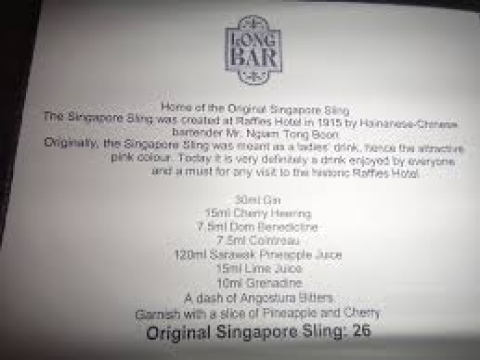 LONG
BAR
Home of the Original Singapore Sling
The Singapore Sling was created at Raffles Hotel in 1915 by Hainanese-Chinese
bartender Mr. Ngiam Tong Boon
Originally, the Singapore Sling was meant as a ladies' drink, hence the attractive
pink colour. Today it is very definitely a drink enjoyed by everyone
and a must for any visit to the historic Raffles Hotel.
30ml Gin
15ml Cherry Heering
7.5ml Dom Benedictine
7.5ml Cointreau
120ml Sarawak Pineapple Juice
15ml Lime Juice
10ml Grenadine
A dash of Angostura Bitters
Garnish with a slice of Pineapple and Cherry
Original Singapore Sling: 26